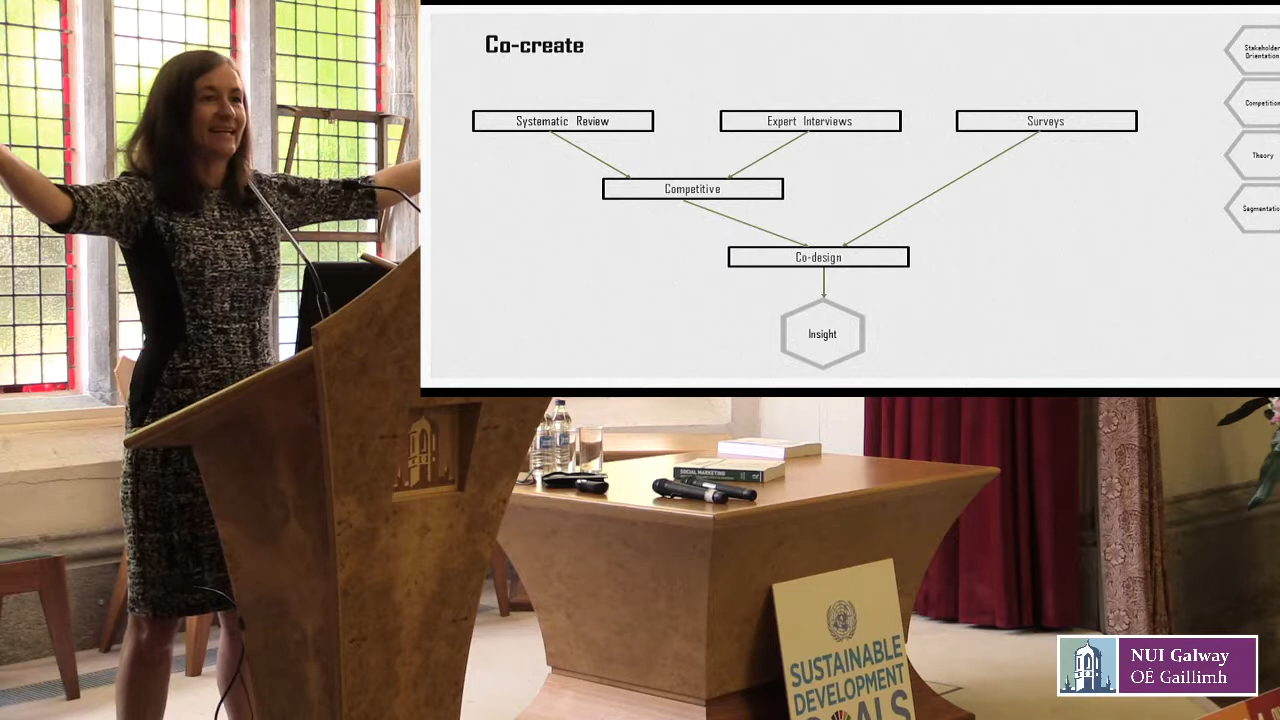 Co-create
Systematic Review
Expert Interviews
Surveys
Competitive
Co-design
Insight
Stakeholder
Orientation
Competition
Theory
Segmentation
SOCIAL MARKETING
SUSTAINABLE
DEVELOPMENT
GOALS
NUI Galway
OÉ Gaillimh